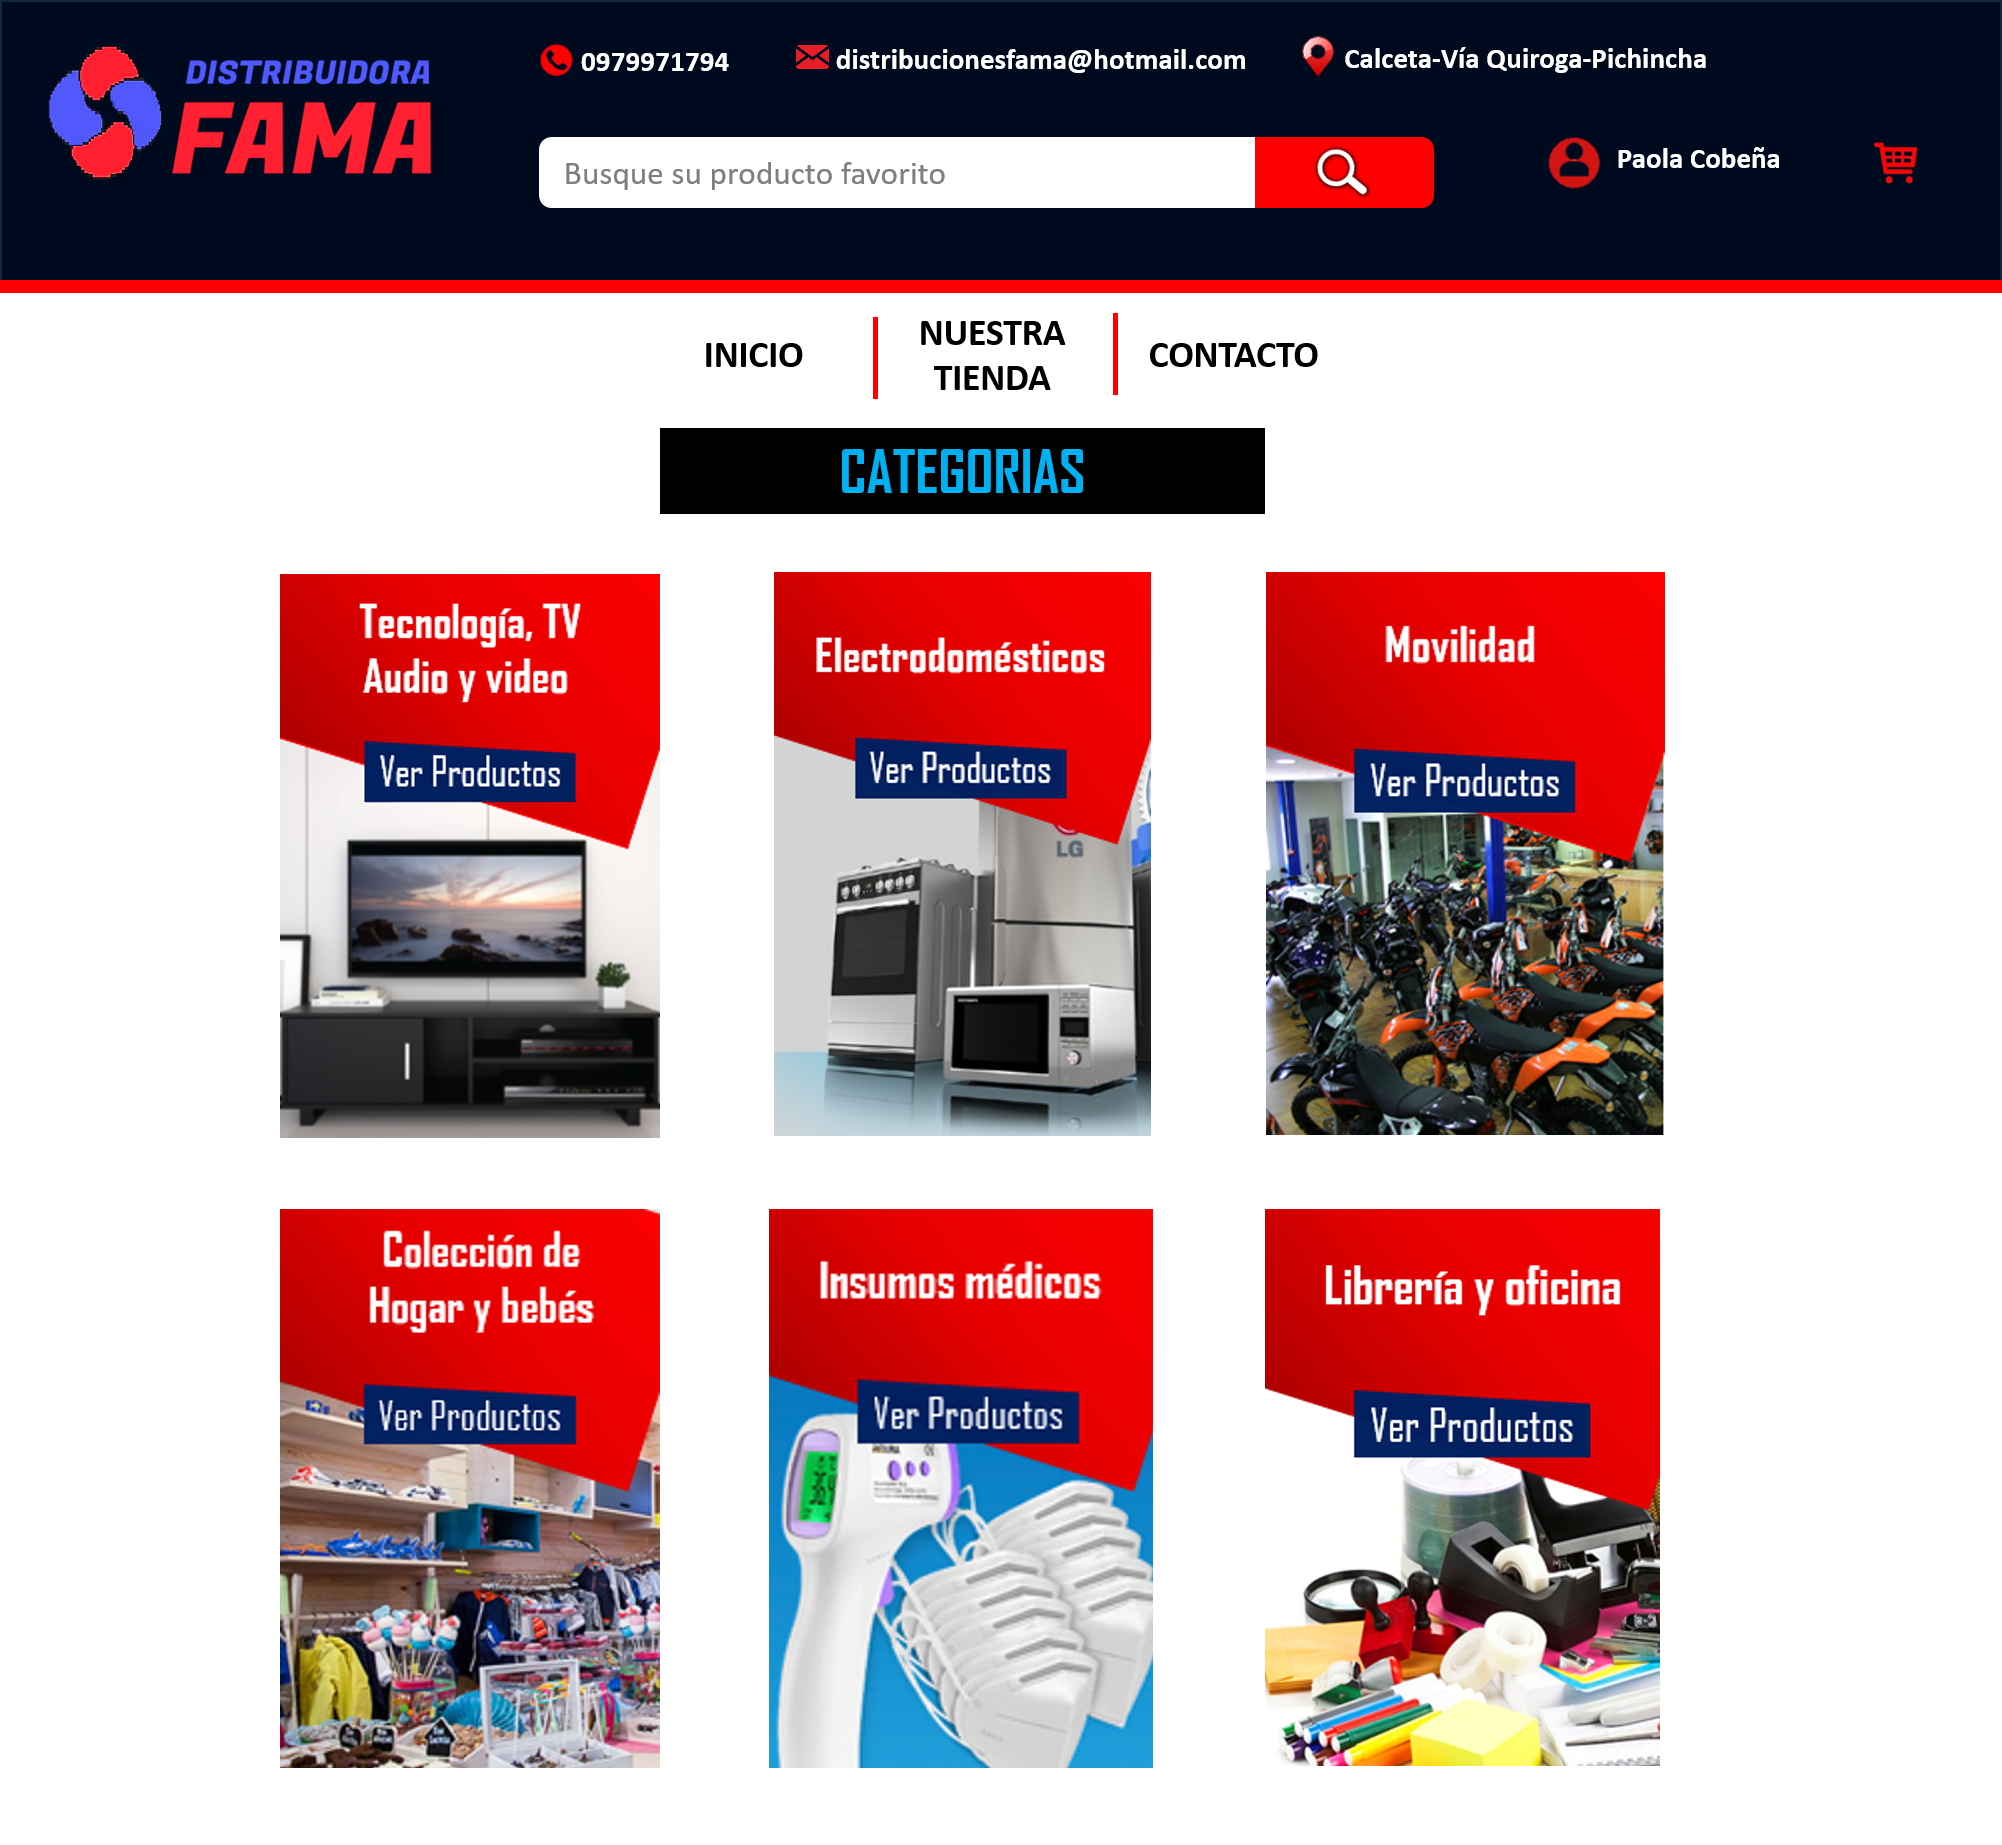 DISTRIBUIDORA
FAMA
0979971794
distribucionesfama@hotmail.com
Calceta-Vía Quiroga-Pichincha
Busque su producto favorito
Paola Cobeña
INICIO
NUESTRA
TIENDA
CONTACTO
CATEGORIAS
Tecnología, TV
Audio y video
Ver Productos
Electrodomésticos
Ver Productos
LG
Movilidad
Ver Productos
Colección de
Hogar y bebés
Ver Productos
Insumos médicos
Ver Productos
Librería y oficina
Ver Productos